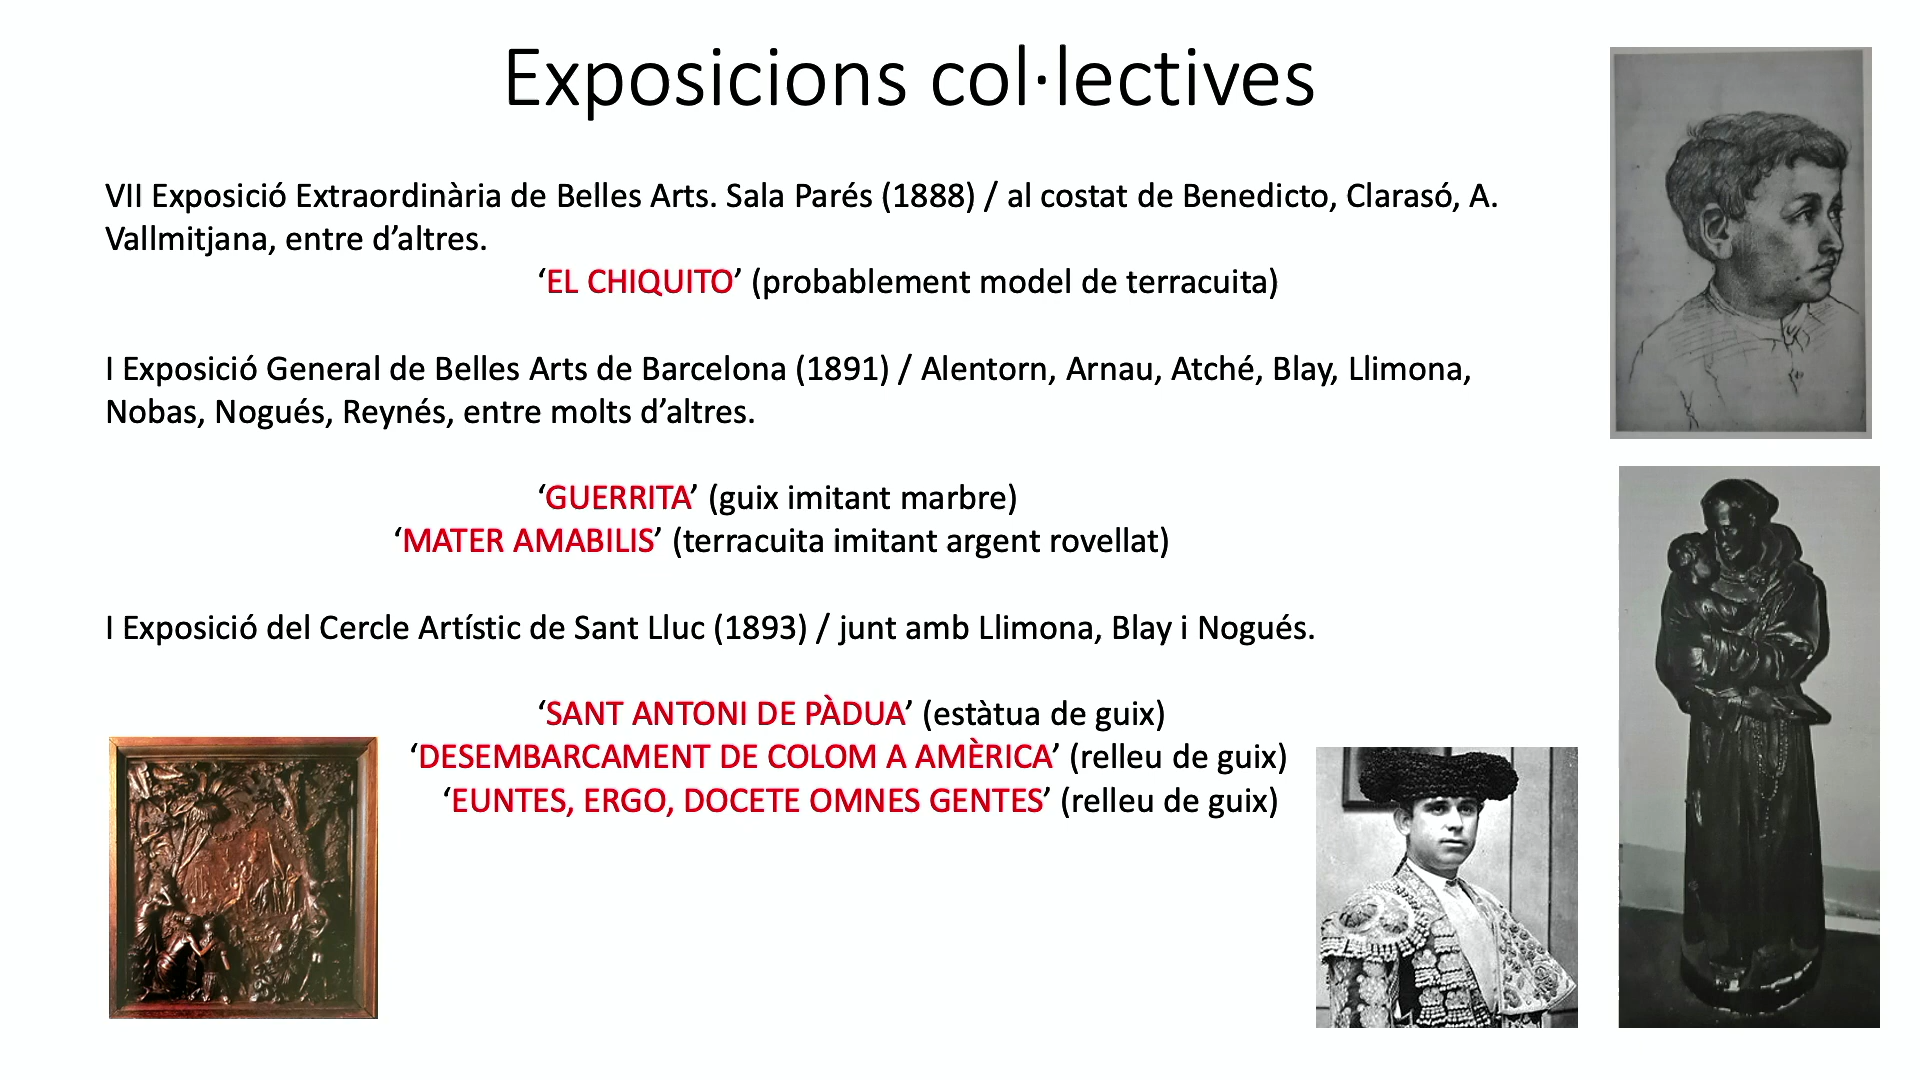 Exposicions col·lectives
VII Exposició Extraordinària de Belles Arts. Sala Parés (1888) / al costat de Benedicto, Clarasó, A.
Vallmitjana, entre d’altres.
‘EL CHIQUITO’ (probablement model de terracuita)
I Exposició General de Belles Arts de Barcelona (1891) / Alentorn, Arnau, Atché, Blay, Llimona,
Nobas, Nogués, Reynés, entre molts d’altres.
‘GUERRITA’ (guix imitant marbre)
‘MATER AMABILIS’ (terracuita imitant argent rovellat)
I Exposició del Cercle Artístic de Sant Lluc (1893) / junt amb Llimona, Blay i Nogués.
‘SANT ANTONI DE PÀDUA’ (estàtua de guix)
‘DESEMBARCAMENT DE COLOM A AMÈRICA’ (relleu de guix)
‘EUNTES, ERGO, DOCETE OMNES GENTES’ (relleu de guix)